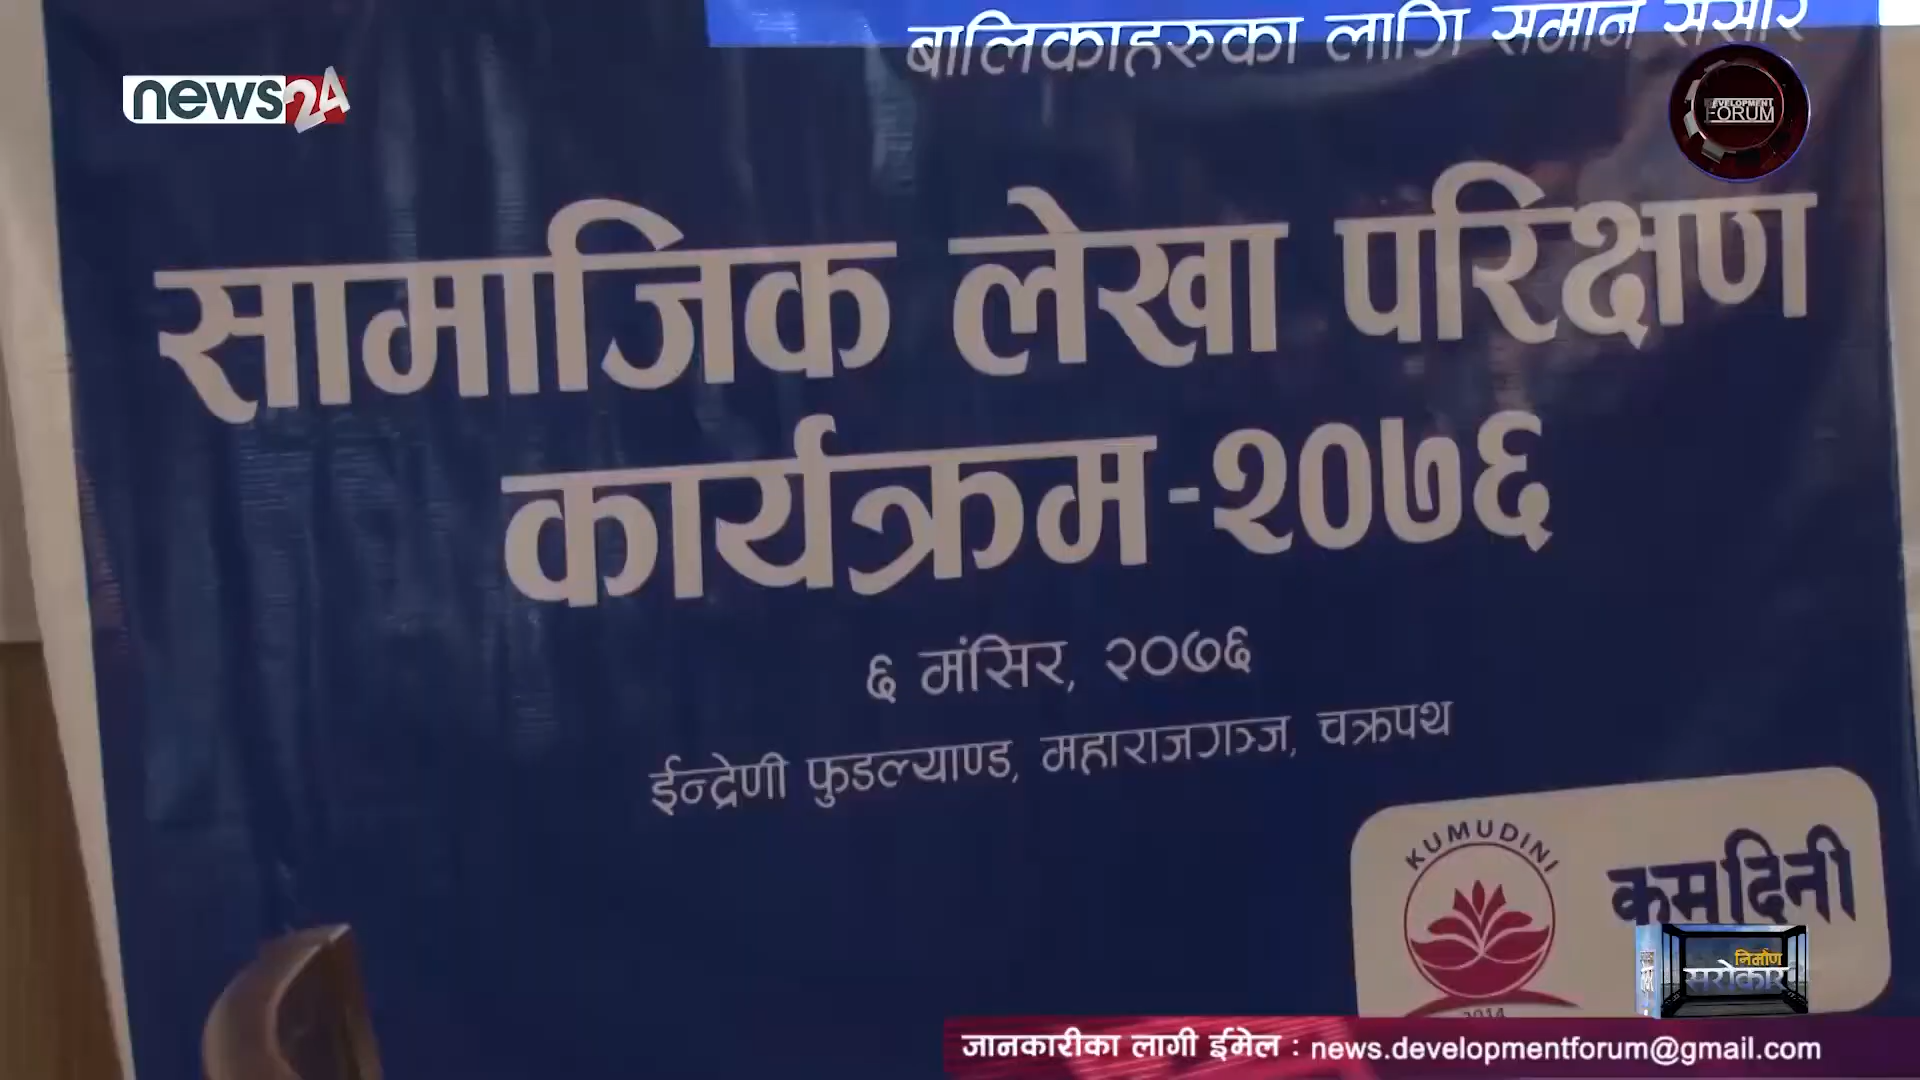 बालिकाहरुका लागि समान संसार
news24
DEVELOPMENT
FORUM
सामाजिक लेखा परिक्षण
कार्यक्रम-२०७६
६ मंसिर, २०७६
ईन्द्रेणी फुडल्याण्ड, महाराजगञ्ज, चक्रपथ
KUMUDINI
2014
निर्माण
सरोकार
जानकारीका लागी ईमेल : news.developmentforum@gmail.com